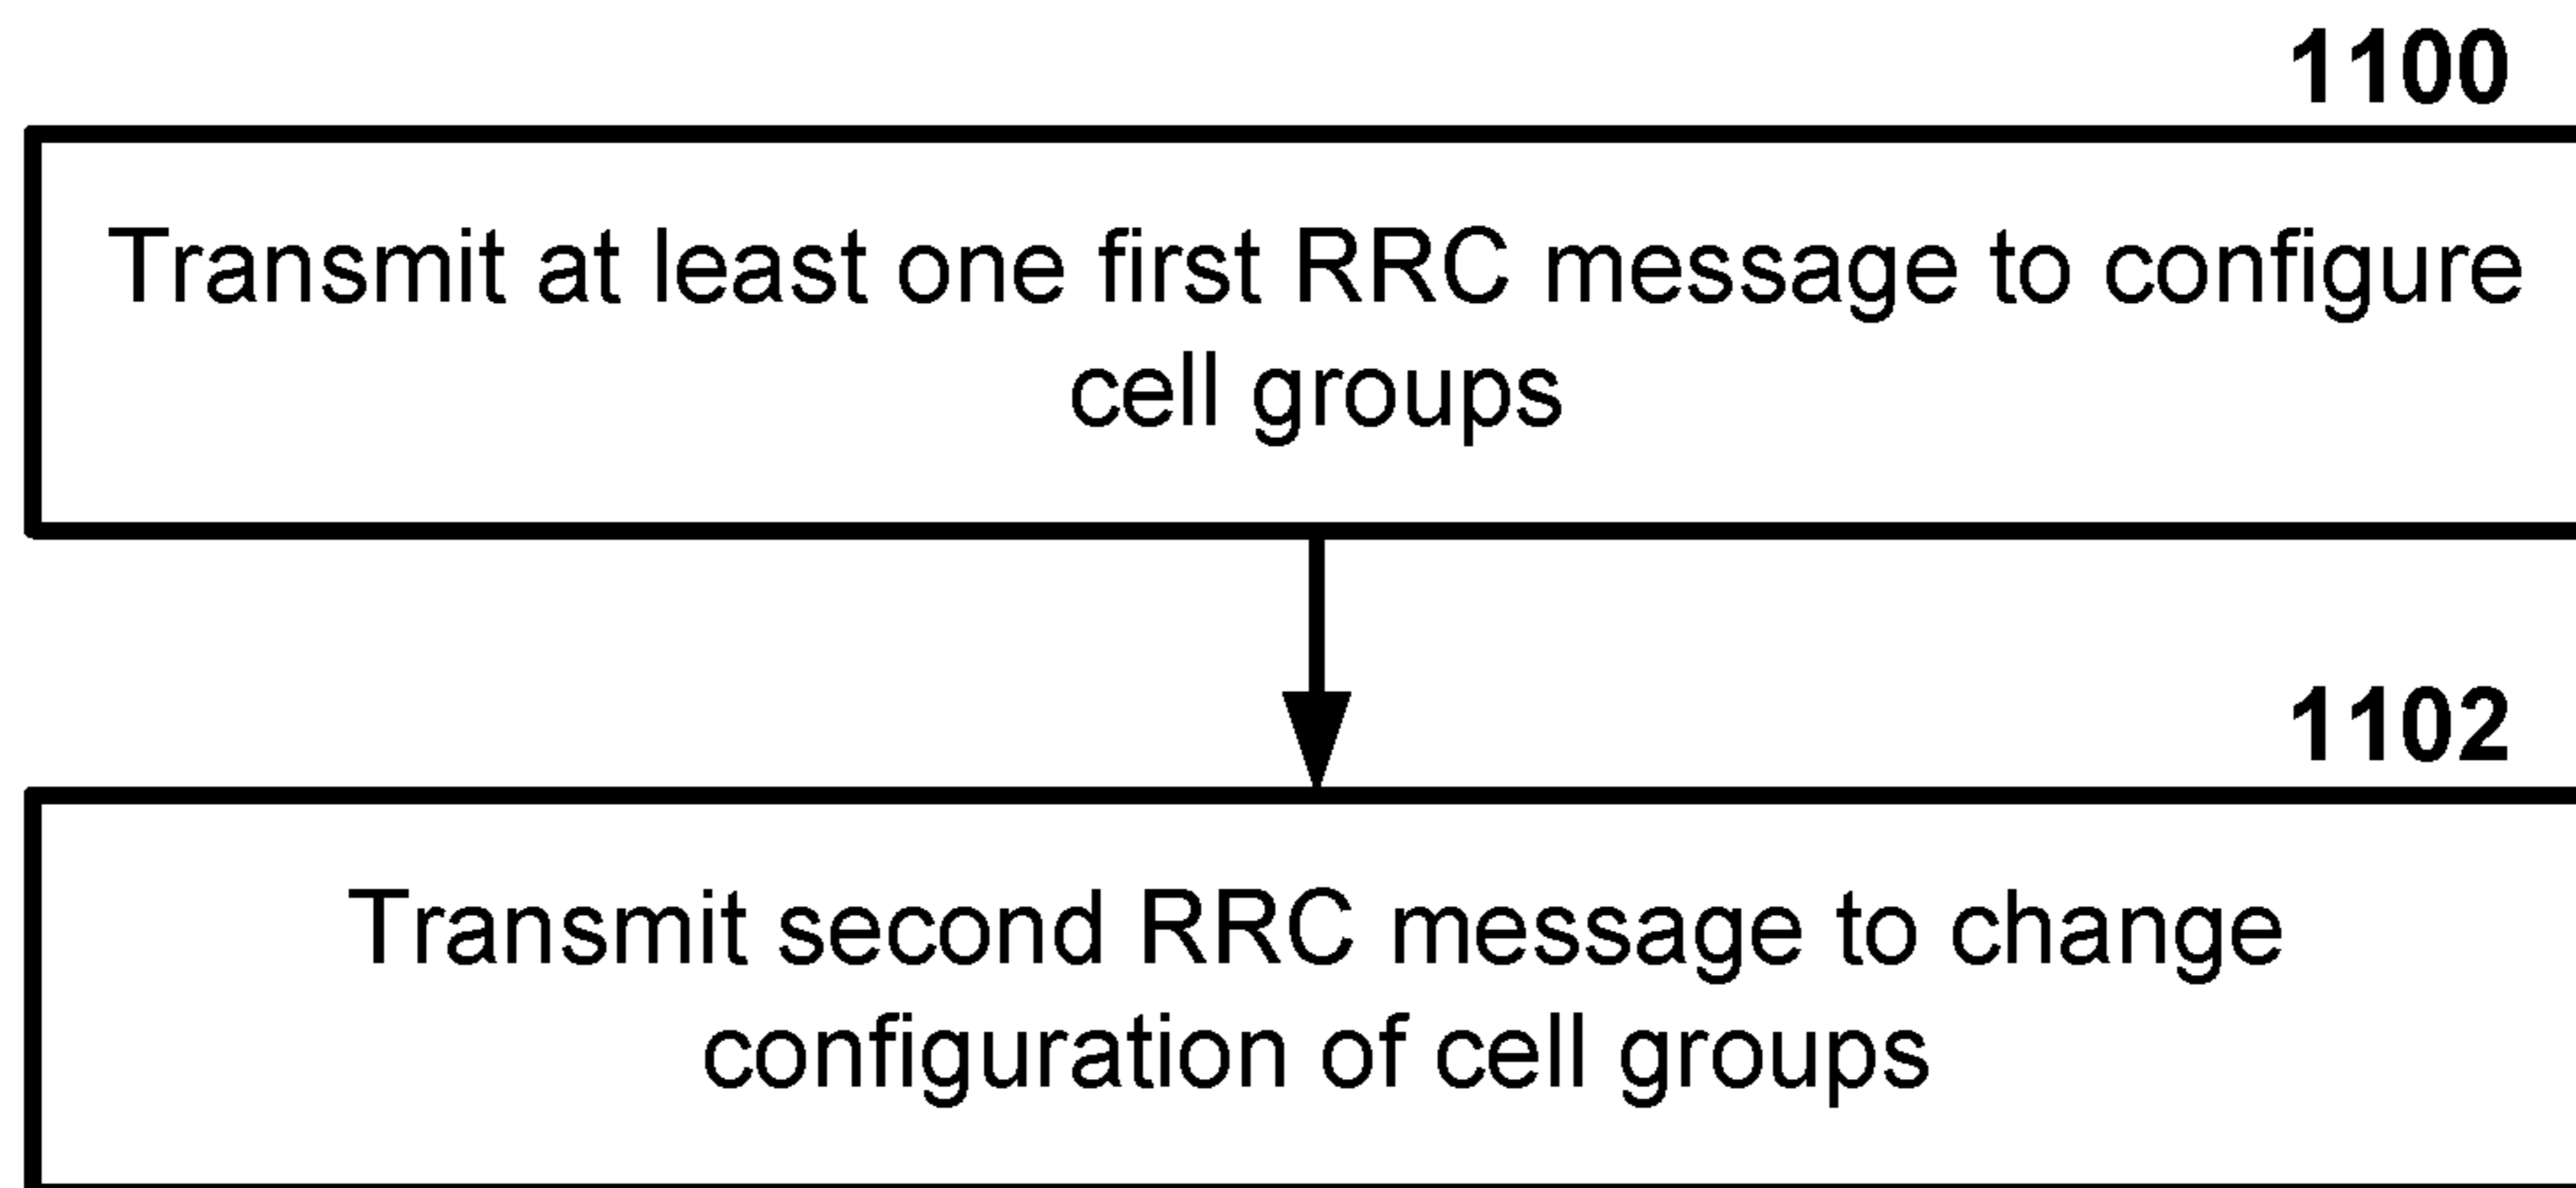 1100
Transmit at least one first RRC message to configure
cell groups
1102
Transmit second RRC message to change
configuration of cell groups